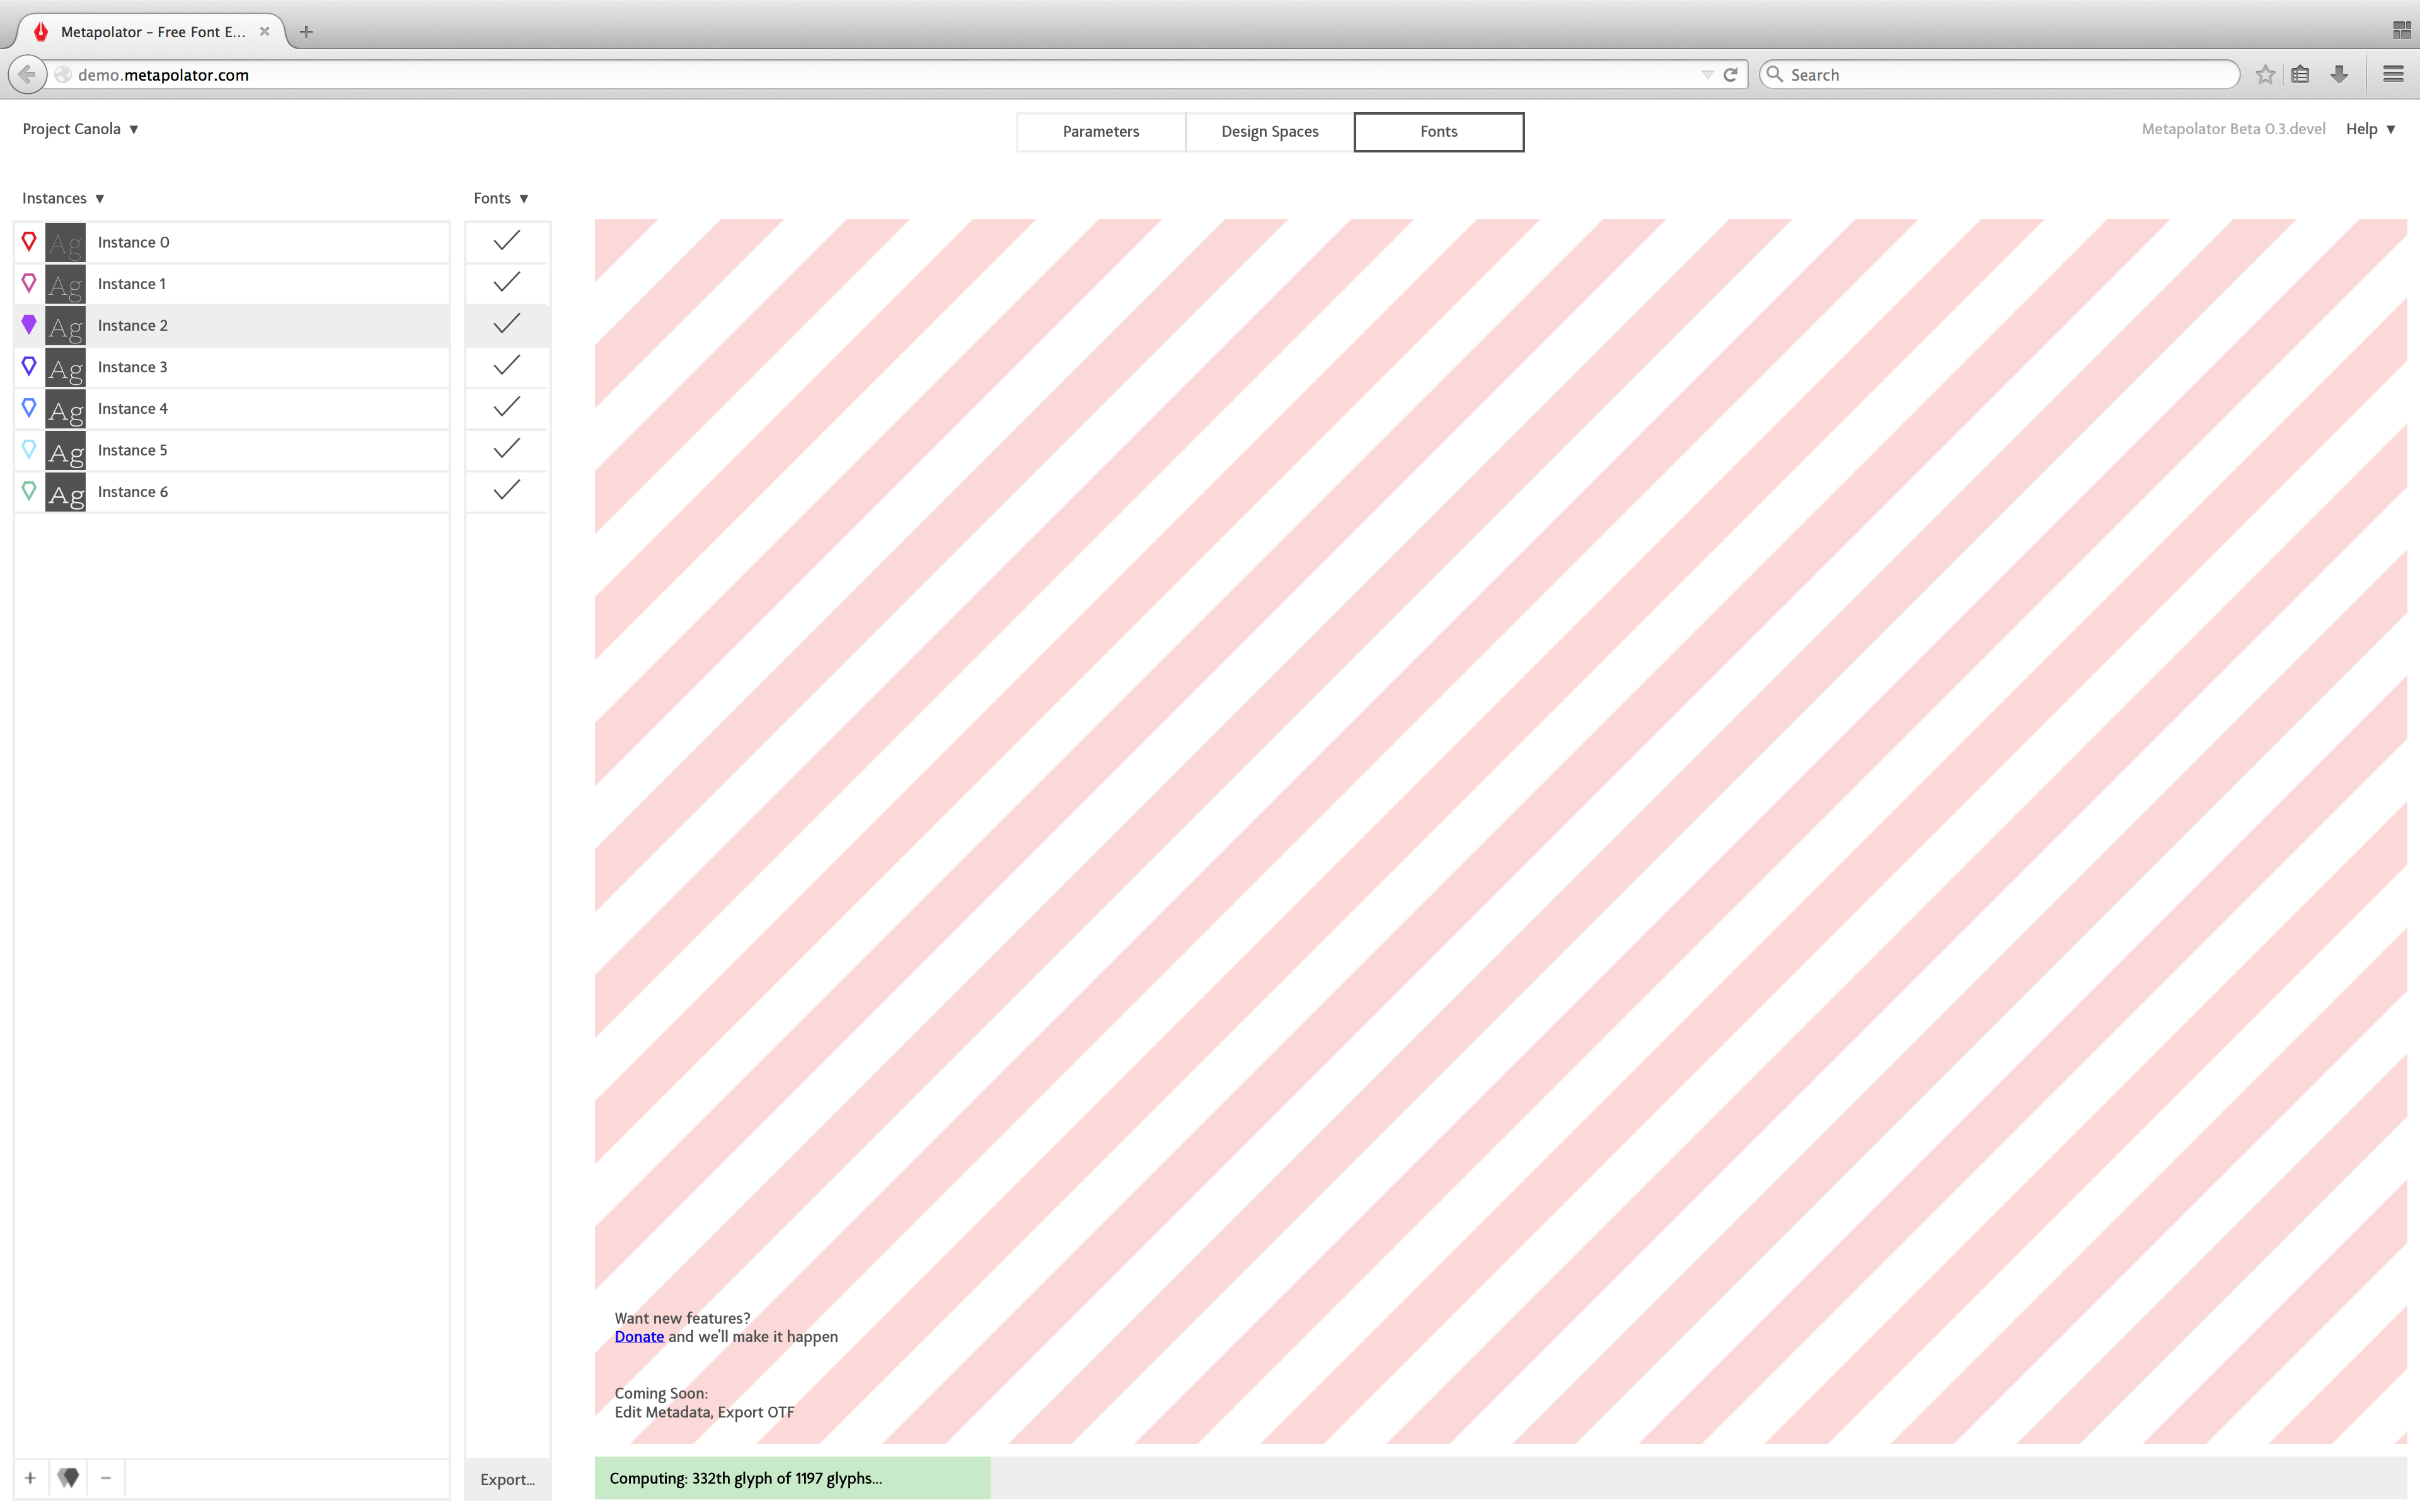 Metapolator – Free Font E...
demo.metapolator.com
Search
Project Canola ▼
Parameters
Design Spaces
Fonts
Metapolator Beta 0.3.devel
Help ▼
Instances ▼
Fonts ▼
Ag Instance 0
Ag Instance 1
Ag Instance 2
Ag Instance 3
Ag Instance 4
Ag Instance 5
Ag Instance 6
Want new features?
Donate and we'll make it happen
Coming Soon:
Edit Metadata, Export OTF
Export...
Computing: 332th glyph of 1197 glyphs...